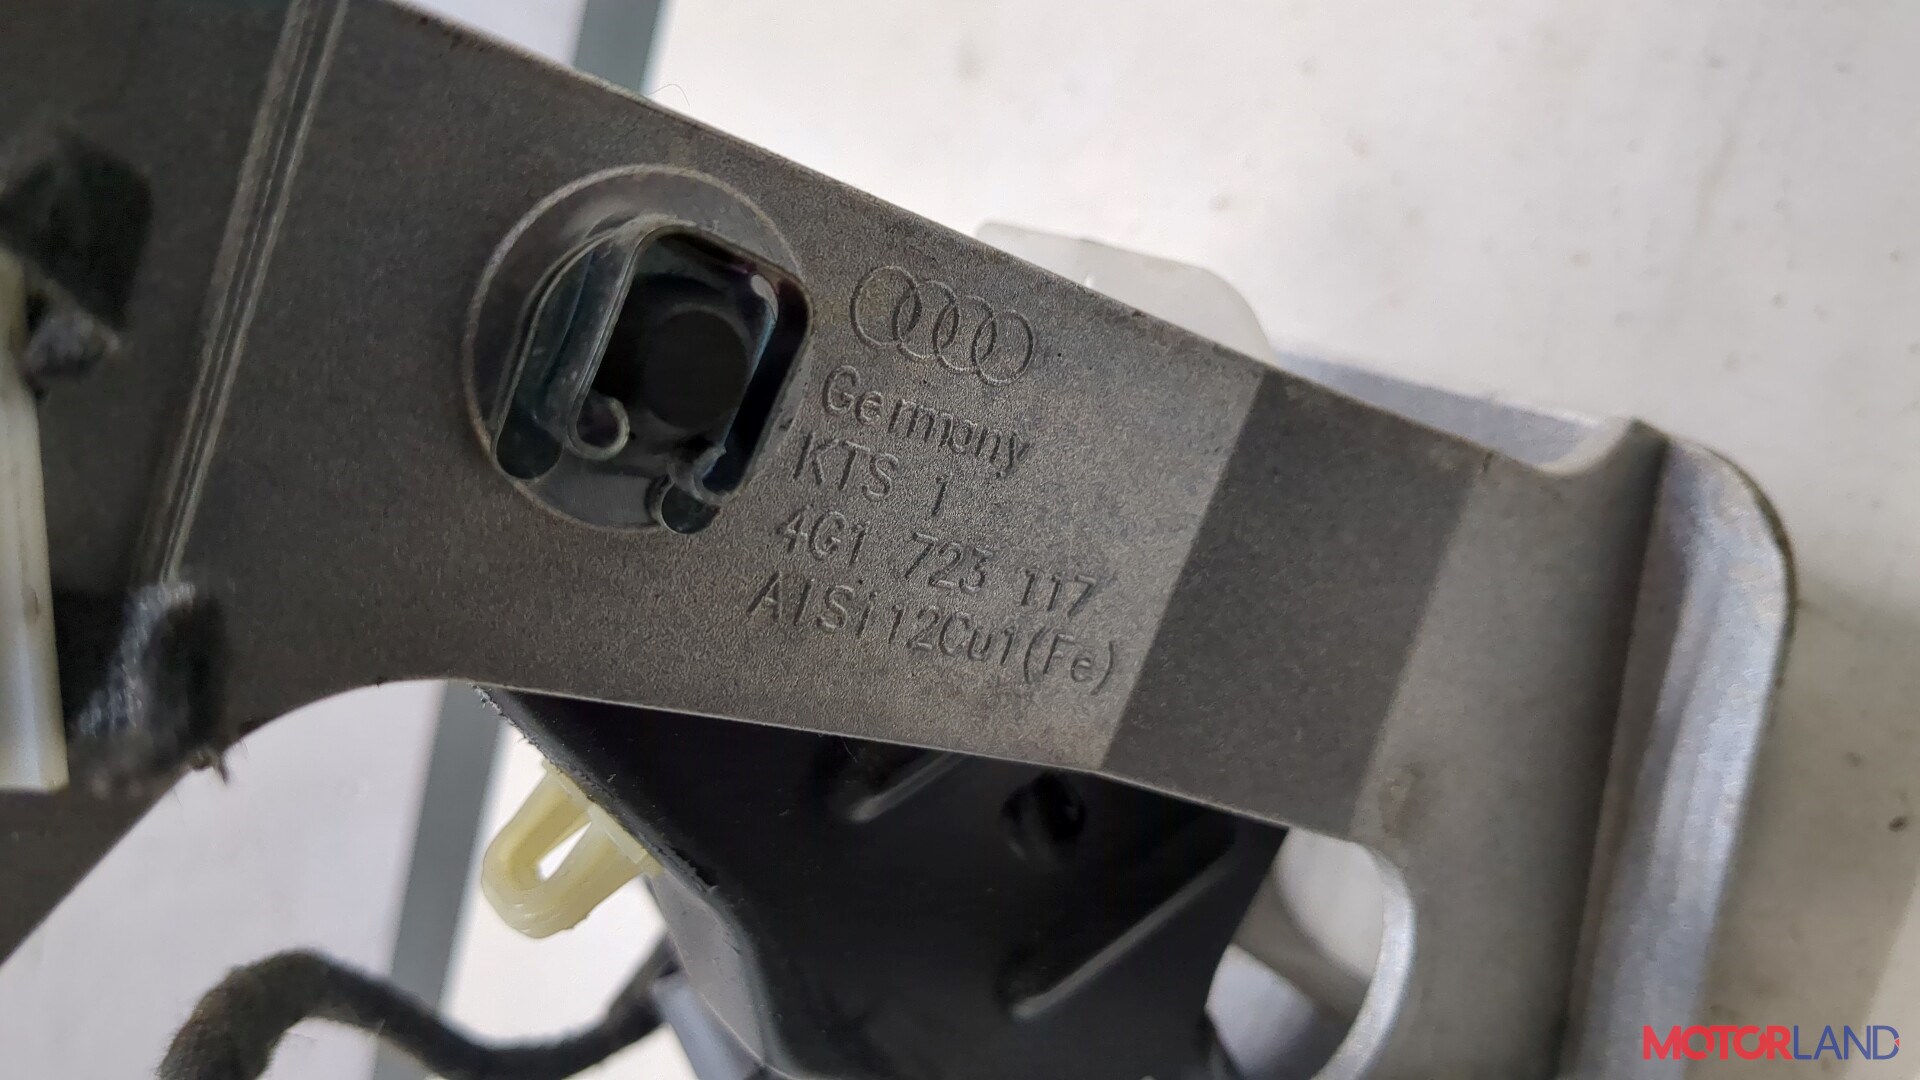 Germany
KTS 1
4G1 723 117
AlSi12Cu1(Fe)
MOTORLAND